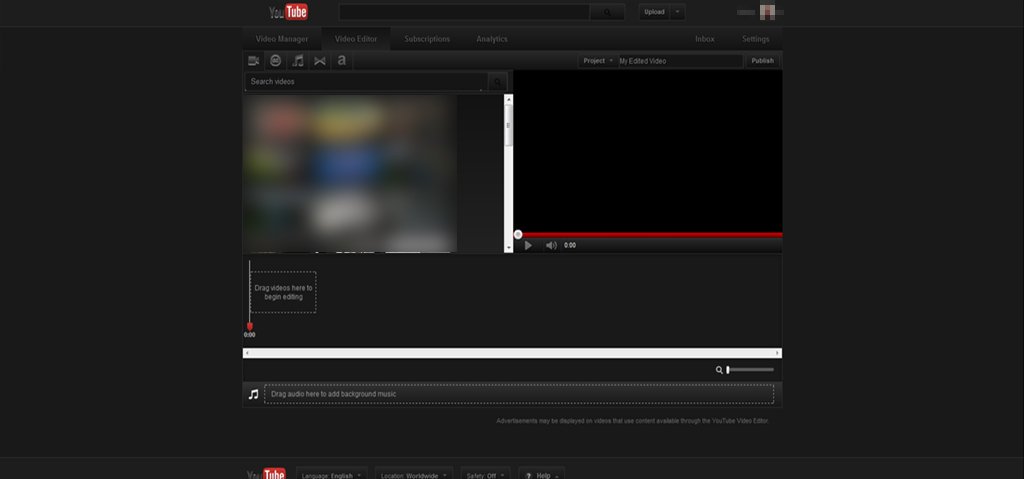 YouTube
Upload
Video Manager Video Editor Subscriptions Analytics Inbox Settings
a Project My Edited Video Publish
Search videos
0:00
Drag videos here to
begin editing
0:00
Drag audio here to add background music
Advertisements may be displayed on videos that use content available through the YouTube Video Editor.
YouTube Language: English Location: Worldwide Safety: Off ? Help